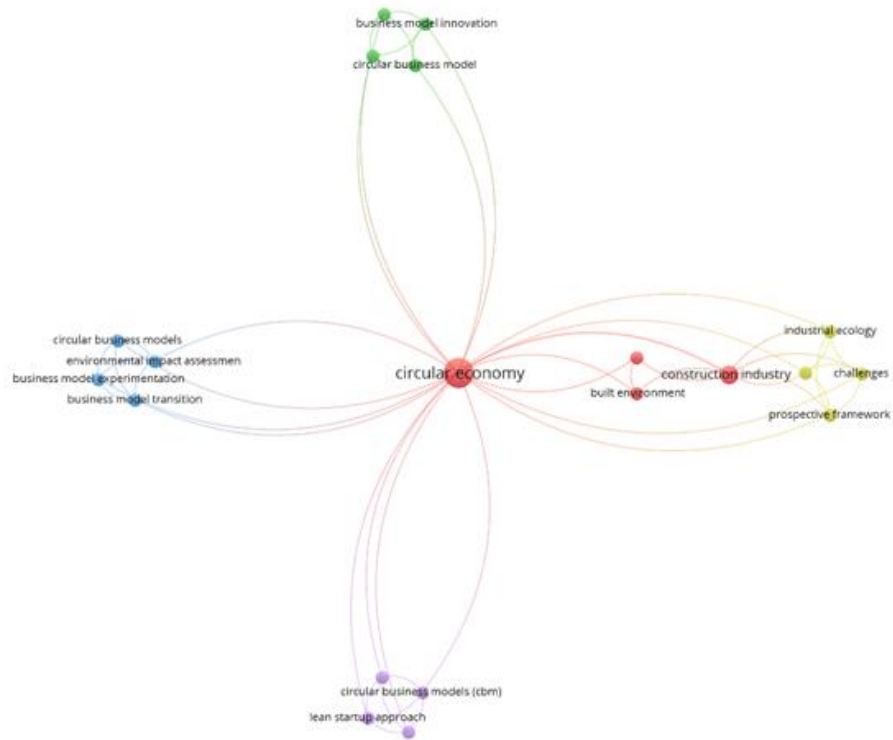 business model innovation
circular business model
circular business models
environmental impact assessmen
business model experimentation
business model transition
circular economy
built environment
construction industry
industrial ecology
challenges
prospective framework
circular business models (cbm)
lean startup approach